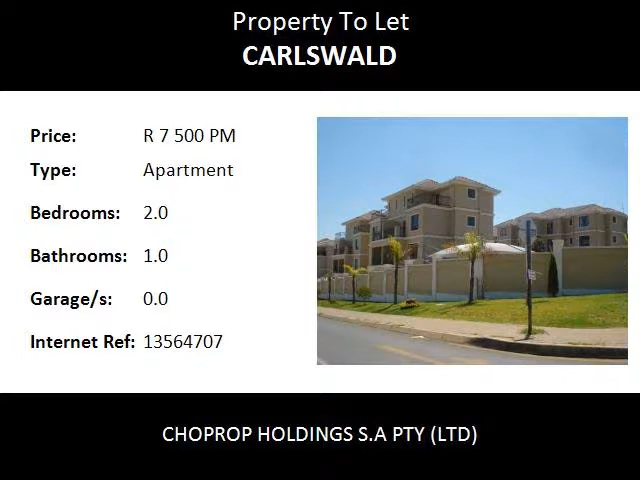 Property To Let
CARLSWALD
Price: R 7 500 PM
Type: Apartment
Bedrooms: 2.0
Bathrooms: 1.0
Garage/s: 0.0
Internet Ref: 13564707
CHOPROP HOLDINGS S.A PTY (LTD)